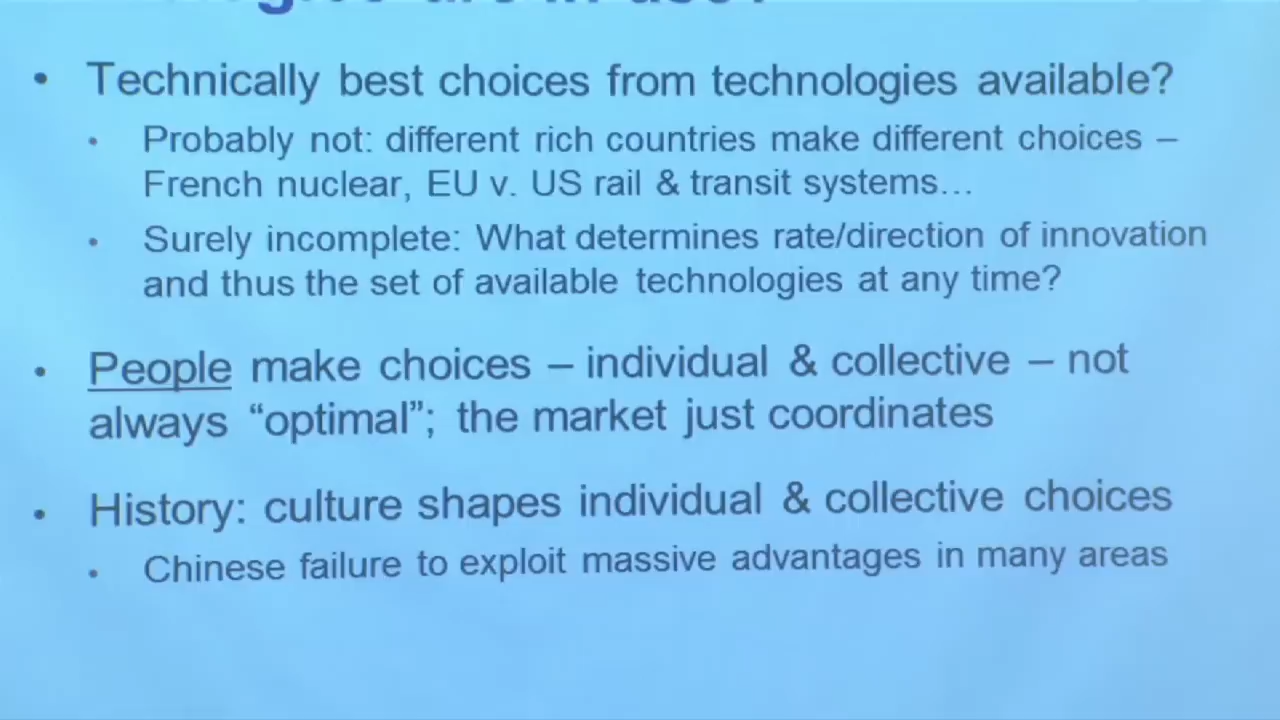 are in use?
• Technically best choices from technologies available?
• Probably not: different rich countries make different choices –
French nuclear, EU v. US rail & transit systems…
• Surely incomplete: What determines rate/direction of innovation
and thus the set of available technologies at any time?
• People make choices – individual & collective – not
always “optimal”; the market just coordinates
• History: culture shapes individual & collective choices
• Chinese failure to exploit massive advantages in many areas